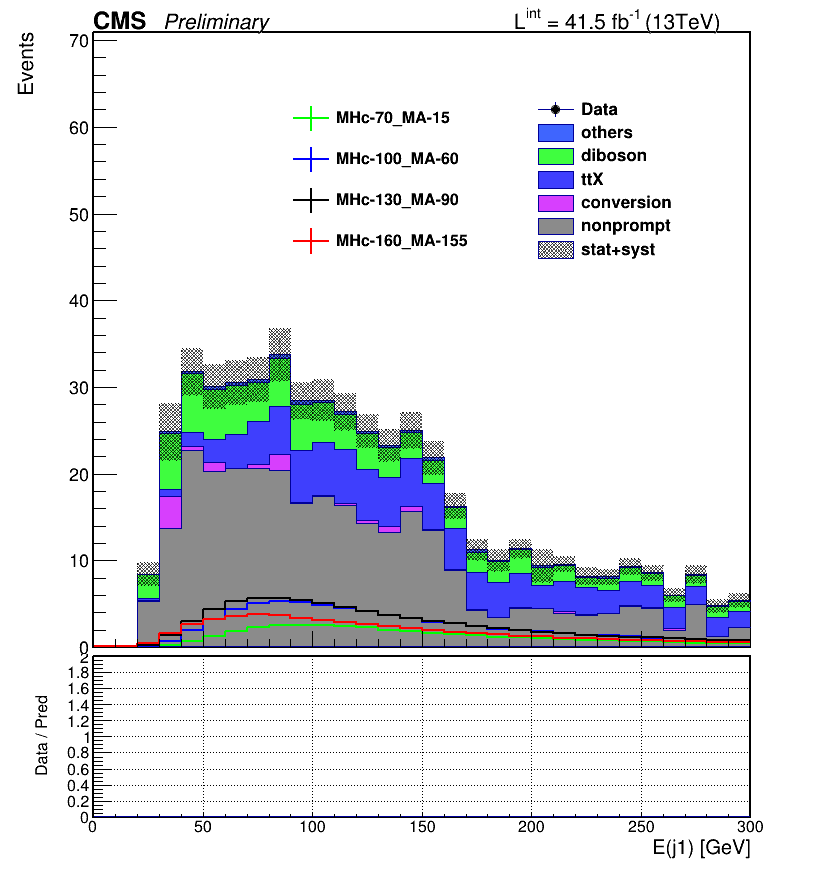 CMS Preliminary L^int = 41.5 fb^-1 (13TeV)
Events
70
60
50
40
30
20
10
0
MHc-70_MA-15
MHc-100_MA-60
MHc-130_MA-90
MHc-160_MA-155
Data
others
diboson
ttX
conversion
nonprompt
stat+syst
Data / Pred
2
1.8
1.6
1.4
1.2
1
0.8
0.6
0.4
0.2
0
0 50 100 150 200 250 300
E(j1) [GeV]